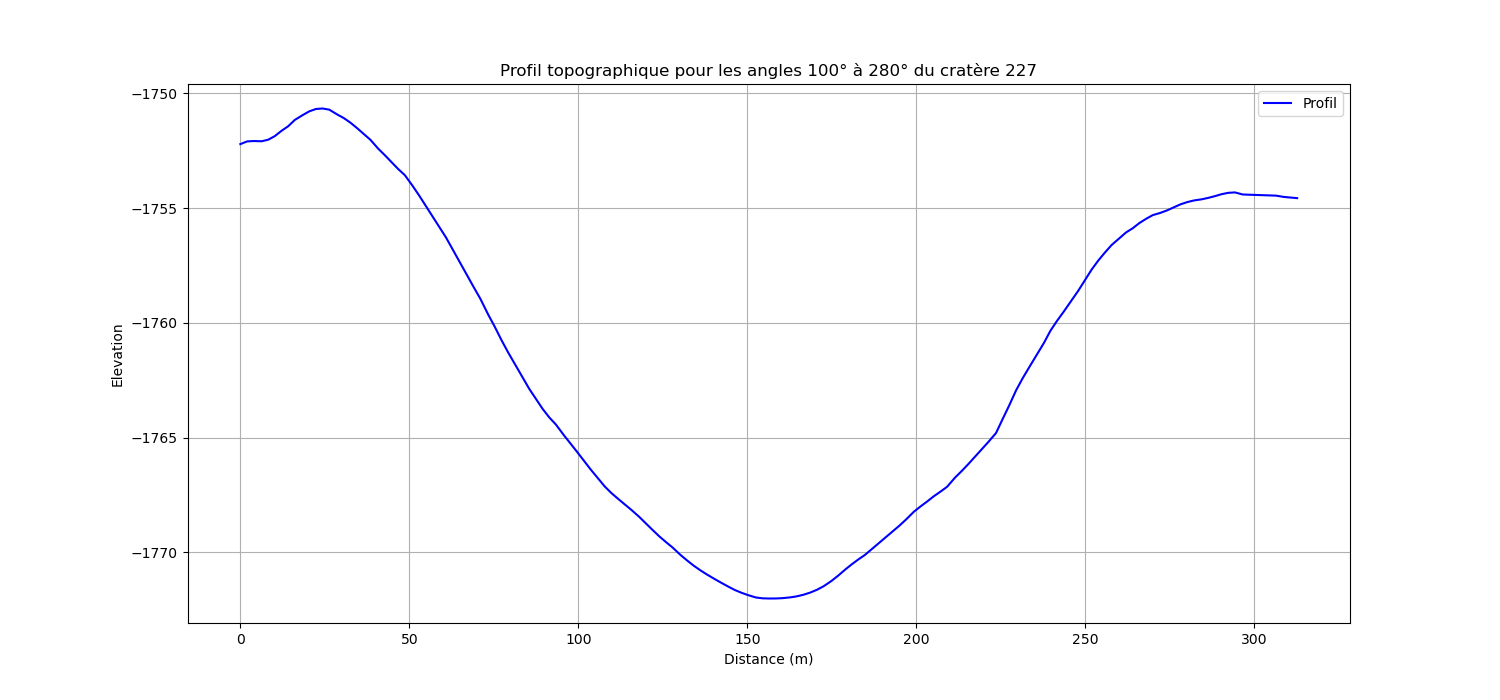 Profil topographique pour les angles 100° à 280° du cratère 227
Profil
Elevation
−1750
−1755
−1760
−1765
−1770
0 50 100 150 200 250 300
Distance (m)